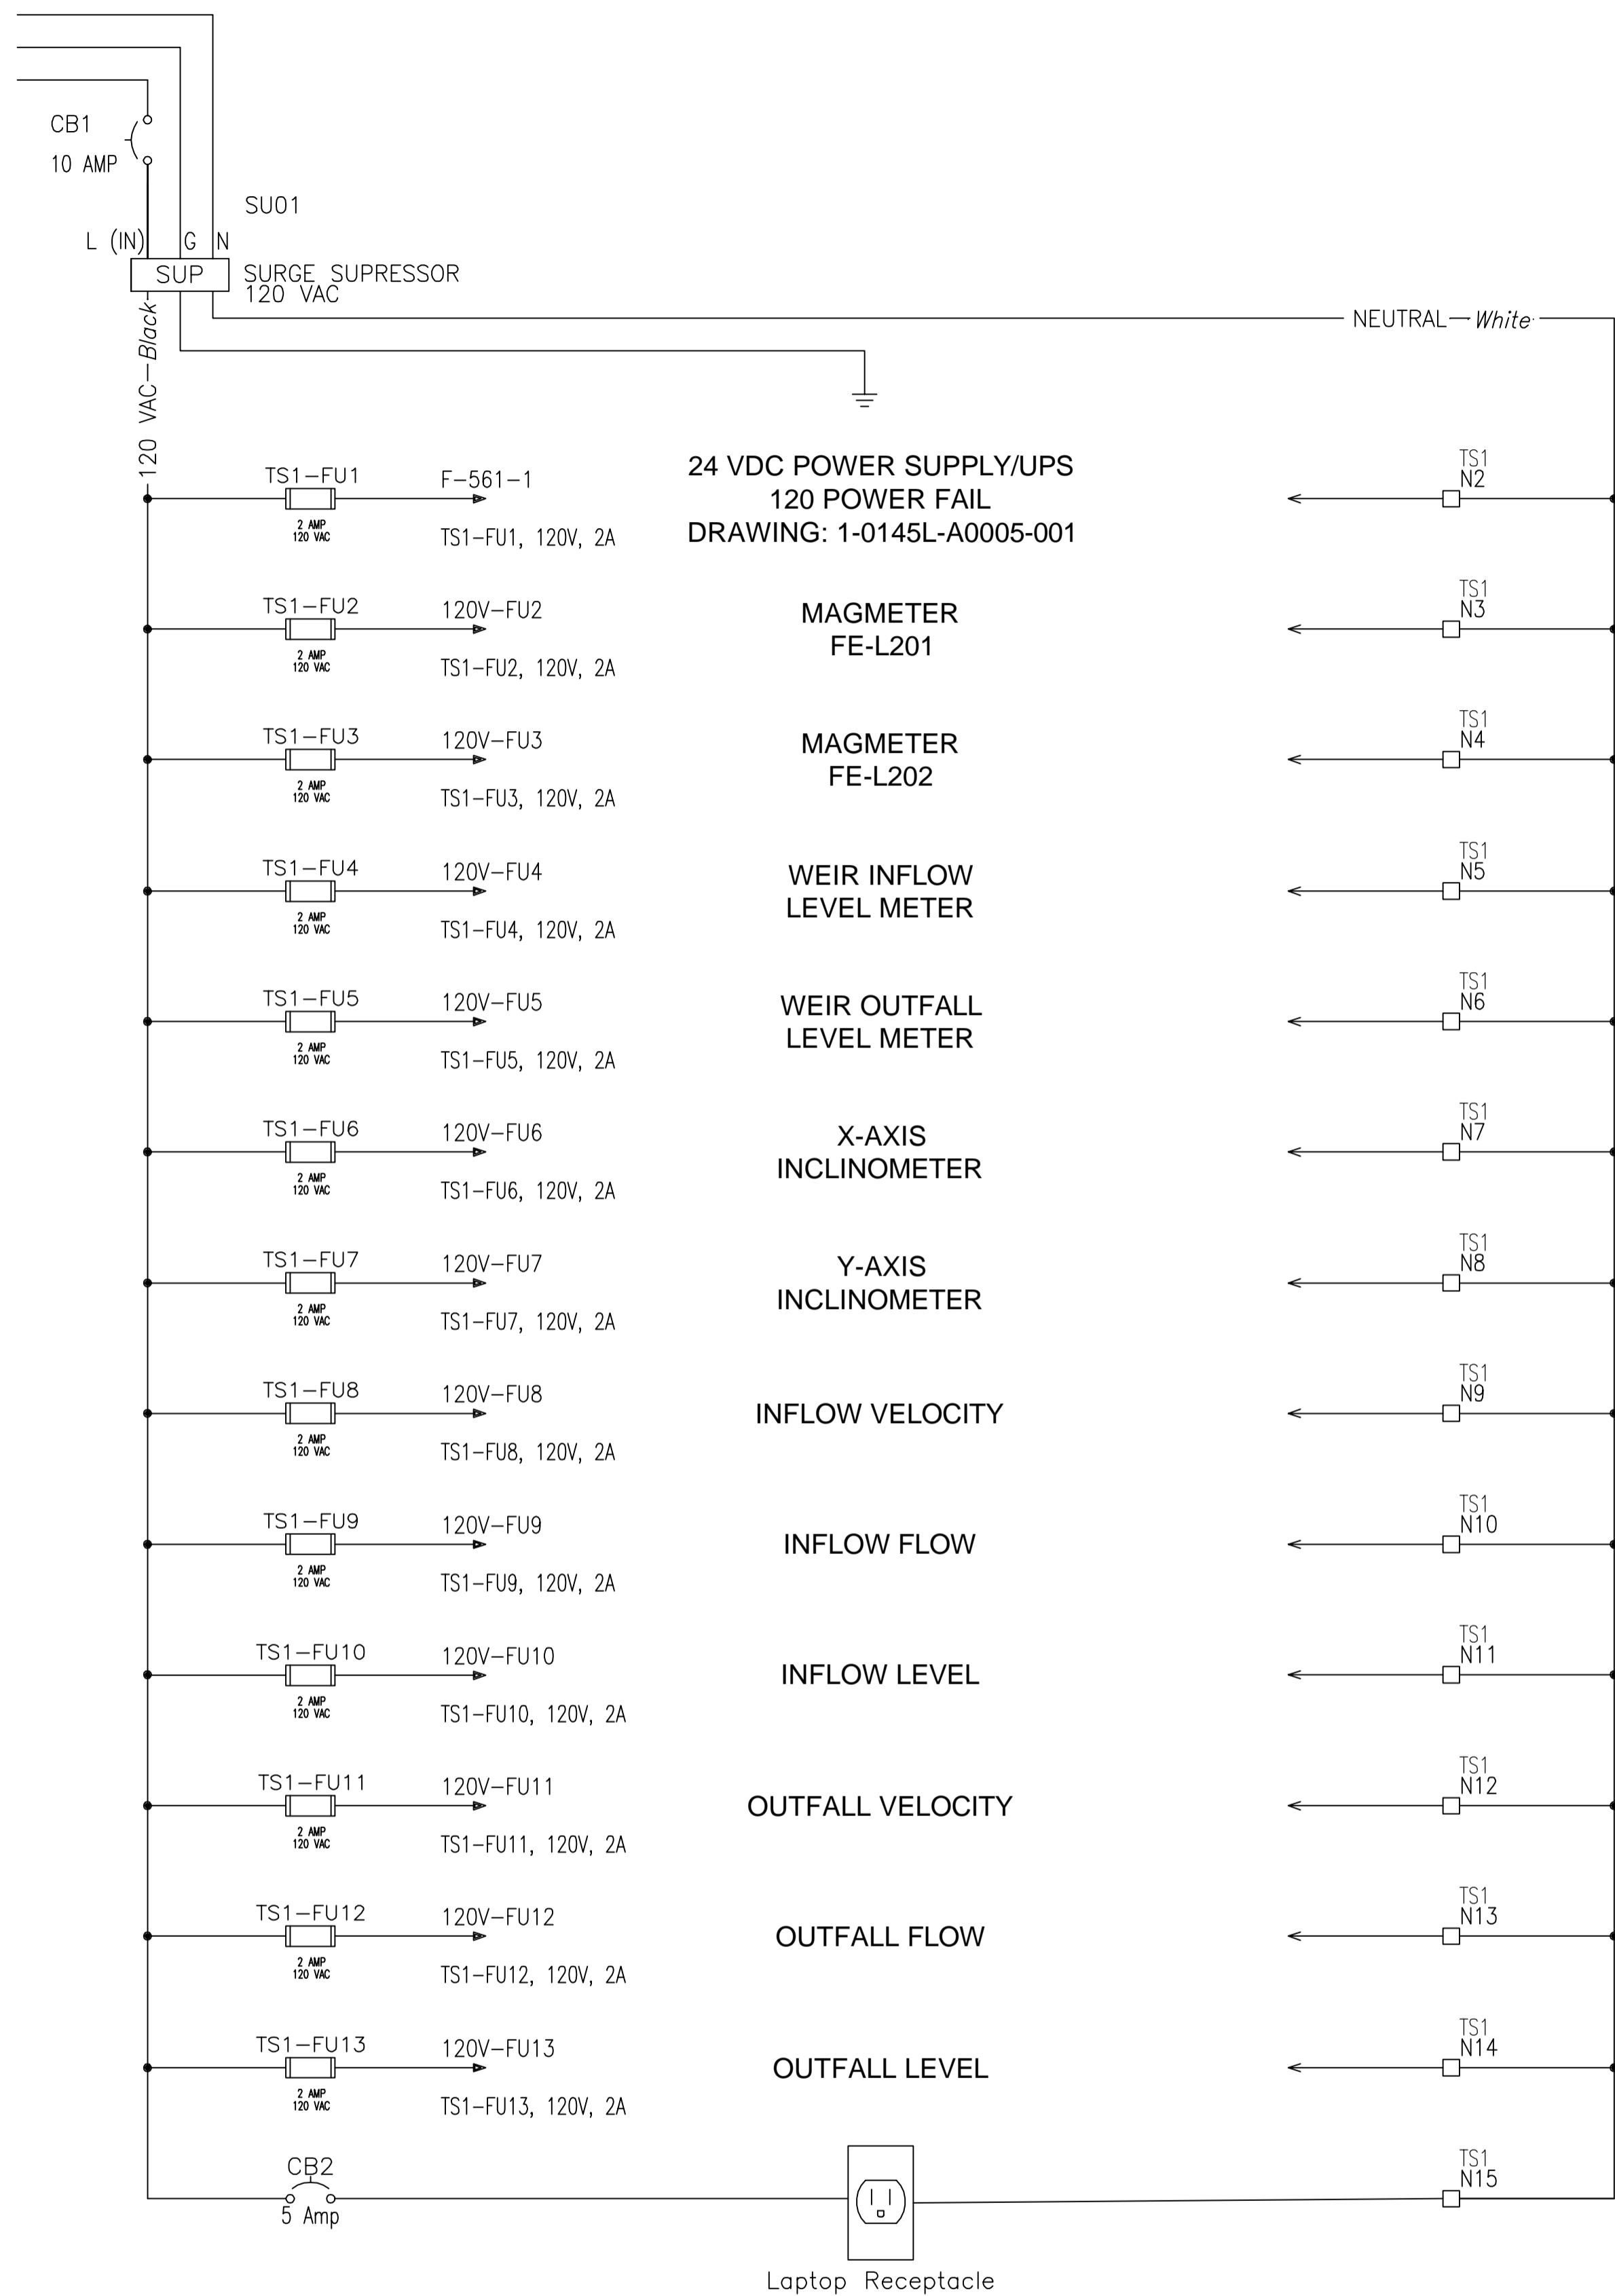 CB1
10 AMP
SU01
L (IN) G N
SUP
SURGE SUPRESSOR
120 VAC
120 VAC Black
NEUTRAL White
TS1-FU1
2 AMP
120 VAC
F-561-1
TS1-FU1, 120V, 2A
24 VDC POWER SUPPLY/UPS
120 POWER FAIL
DRAWING: 1-0145L-A0005-001
TS1
N2
TS1-FU2
2 AMP
120 VAC
120V-FU2
TS1-FU2, 120V, 2A
MAGMETER
FE-L201
TS1
N3
TS1-FU3
2 AMP
120 VAC
120V-FU3
TS1-FU3, 120V, 2A
MAGMETER
FE-L202
TS1
N4
TS1-FU4
2 AMP
120 VAC
120V-FU4
TS1-FU4, 120V, 2A
WEIR INFLOW
LEVEL METER
TS1
N5
TS1-FU5
2 AMP
120 VAC
120V-FU5
TS1-FU5, 120V, 2A
WEIR OUTFALL
LEVEL METER
TS1
N6
TS1-FU6
2 AMP
120 VAC
120V-FU6
TS1-FU6, 120V, 2A
X-AXIS
INCLINOMETER
TS1
N7
TS1-FU7
2 AMP
120 VAC
120V-FU7
TS1-FU7, 120V, 2A
Y-AXIS
INCLINOMETER
TS1
N8
TS1-FU8
2 AMP
120 VAC
120V-FU8
TS1-FU8, 120V, 2A
INFLOW VELOCITY
TS1
N9
TS1-FU9
2 AMP
120 VAC
120V-FU9
TS1-FU9, 120V, 2A
INFLOW FLOW
TS1
N10
TS1-FU10
2 AMP
120 VAC
120V-FU10
TS1-FU10, 120V, 2A
INFLOW LEVEL
TS1
N11
TS1-FU11
2 AMP
120 VAC
120V-FU11
TS1-FU11, 120V, 2A
OUTFALL VELOCITY
TS1
N12
TS1-FU12
2 AMP
120 VAC
120V-FU12
TS1-FU12, 120V, 2A
OUTFALL FLOW
TS1
N13
TS1-FU13
2 AMP
120 VAC
120V-FU13
TS1-FU13, 120V, 2A
OUTFALL LEVEL
TS1
N14
CB2
5 Amp
TS1
N15
Laptop Receptacle